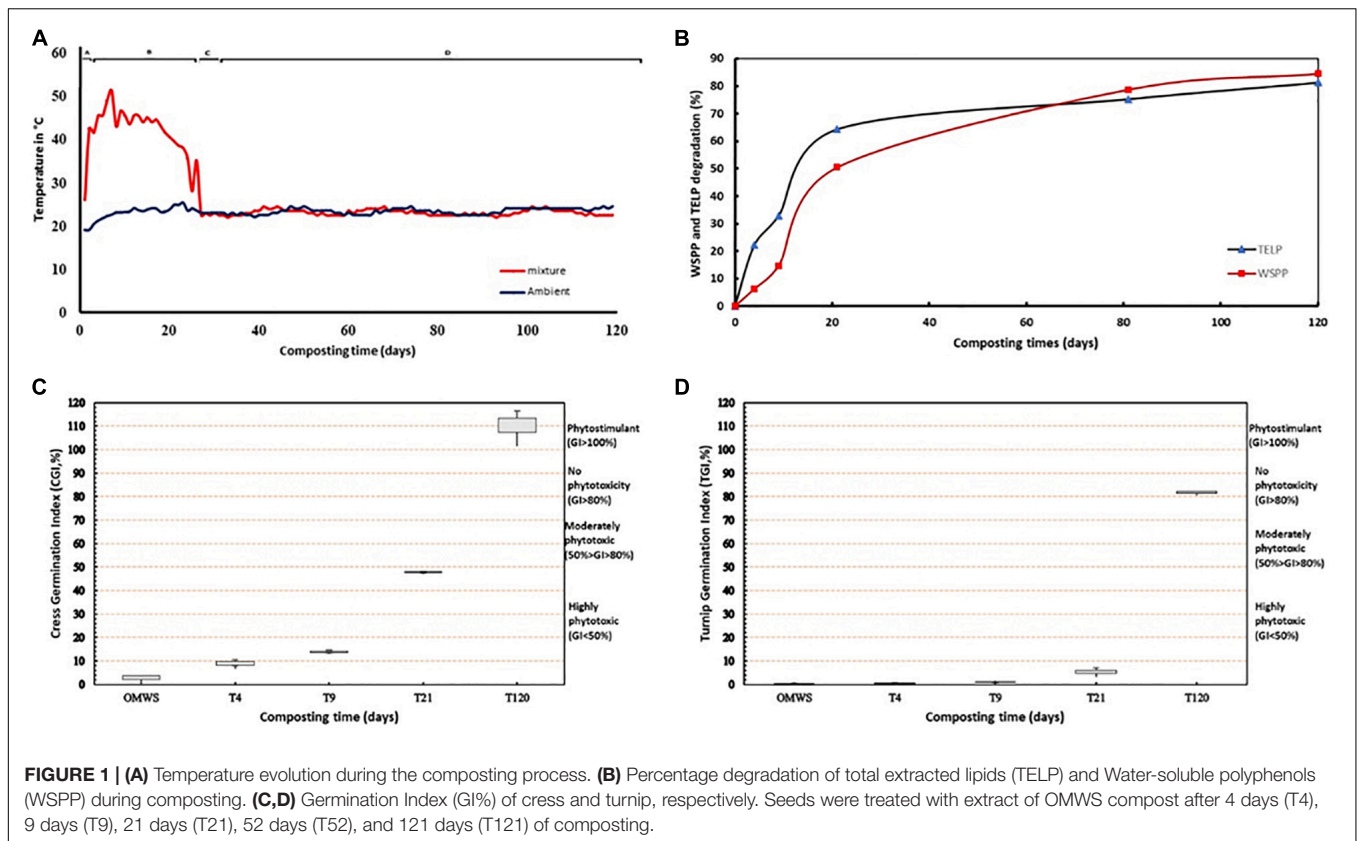 A
A
B
C
D
60
50
40
30
20
10
0
Temperature in °C
mixture
Ambient
0
20
40
60
80
100
120
Composting time (days)
B
90
80
70
60
50
40
30
20
10
0
WSPP and TELP degradation (%)
TELP
WSPP
0
20
40
60
80
100
120
Composting times (days)
C
120
110
100
90
80
70
60
50
40
30
20
10
0
Cress Germination Index (CGI,%)
Phytostimulant
(GI>100%)
No
phytotoxicity
(GI>80%)
Moderately
phytotoxic
(50%>GI>80%)
Highly
phytotoxic
(GI<50%)
OMWS
T4
T9
T21
T120
Composting time (days)
D
120
110
100
90
80
70
60
50
40
30
20
10
0
Turnip Germination Index (TGI,%)
Phytostimulant
(GI>100%)
No
phytotoxicity
(GI>80%)
Moderately
phytotoxic
(50%>GI>80%)
Highly
phytotoxic
(GI<50%)
OMWS
T4
T9
T21
T120
Composting time (days)
FIGURE 1 | (A) Temperature evolution during the composting process. (B) Percentage degradation of total extracted lipids (TELP) and Water-soluble polyphenols
(WSPP) during composting. (C,D) Germination Index (GI%) of cress and turnip, respectively. Seeds were treated with extract of OMWS compost after 4 days (T4),
9 days (T9), 21 days (T21), 52 days (T52), and 121 days (T121) of composting.